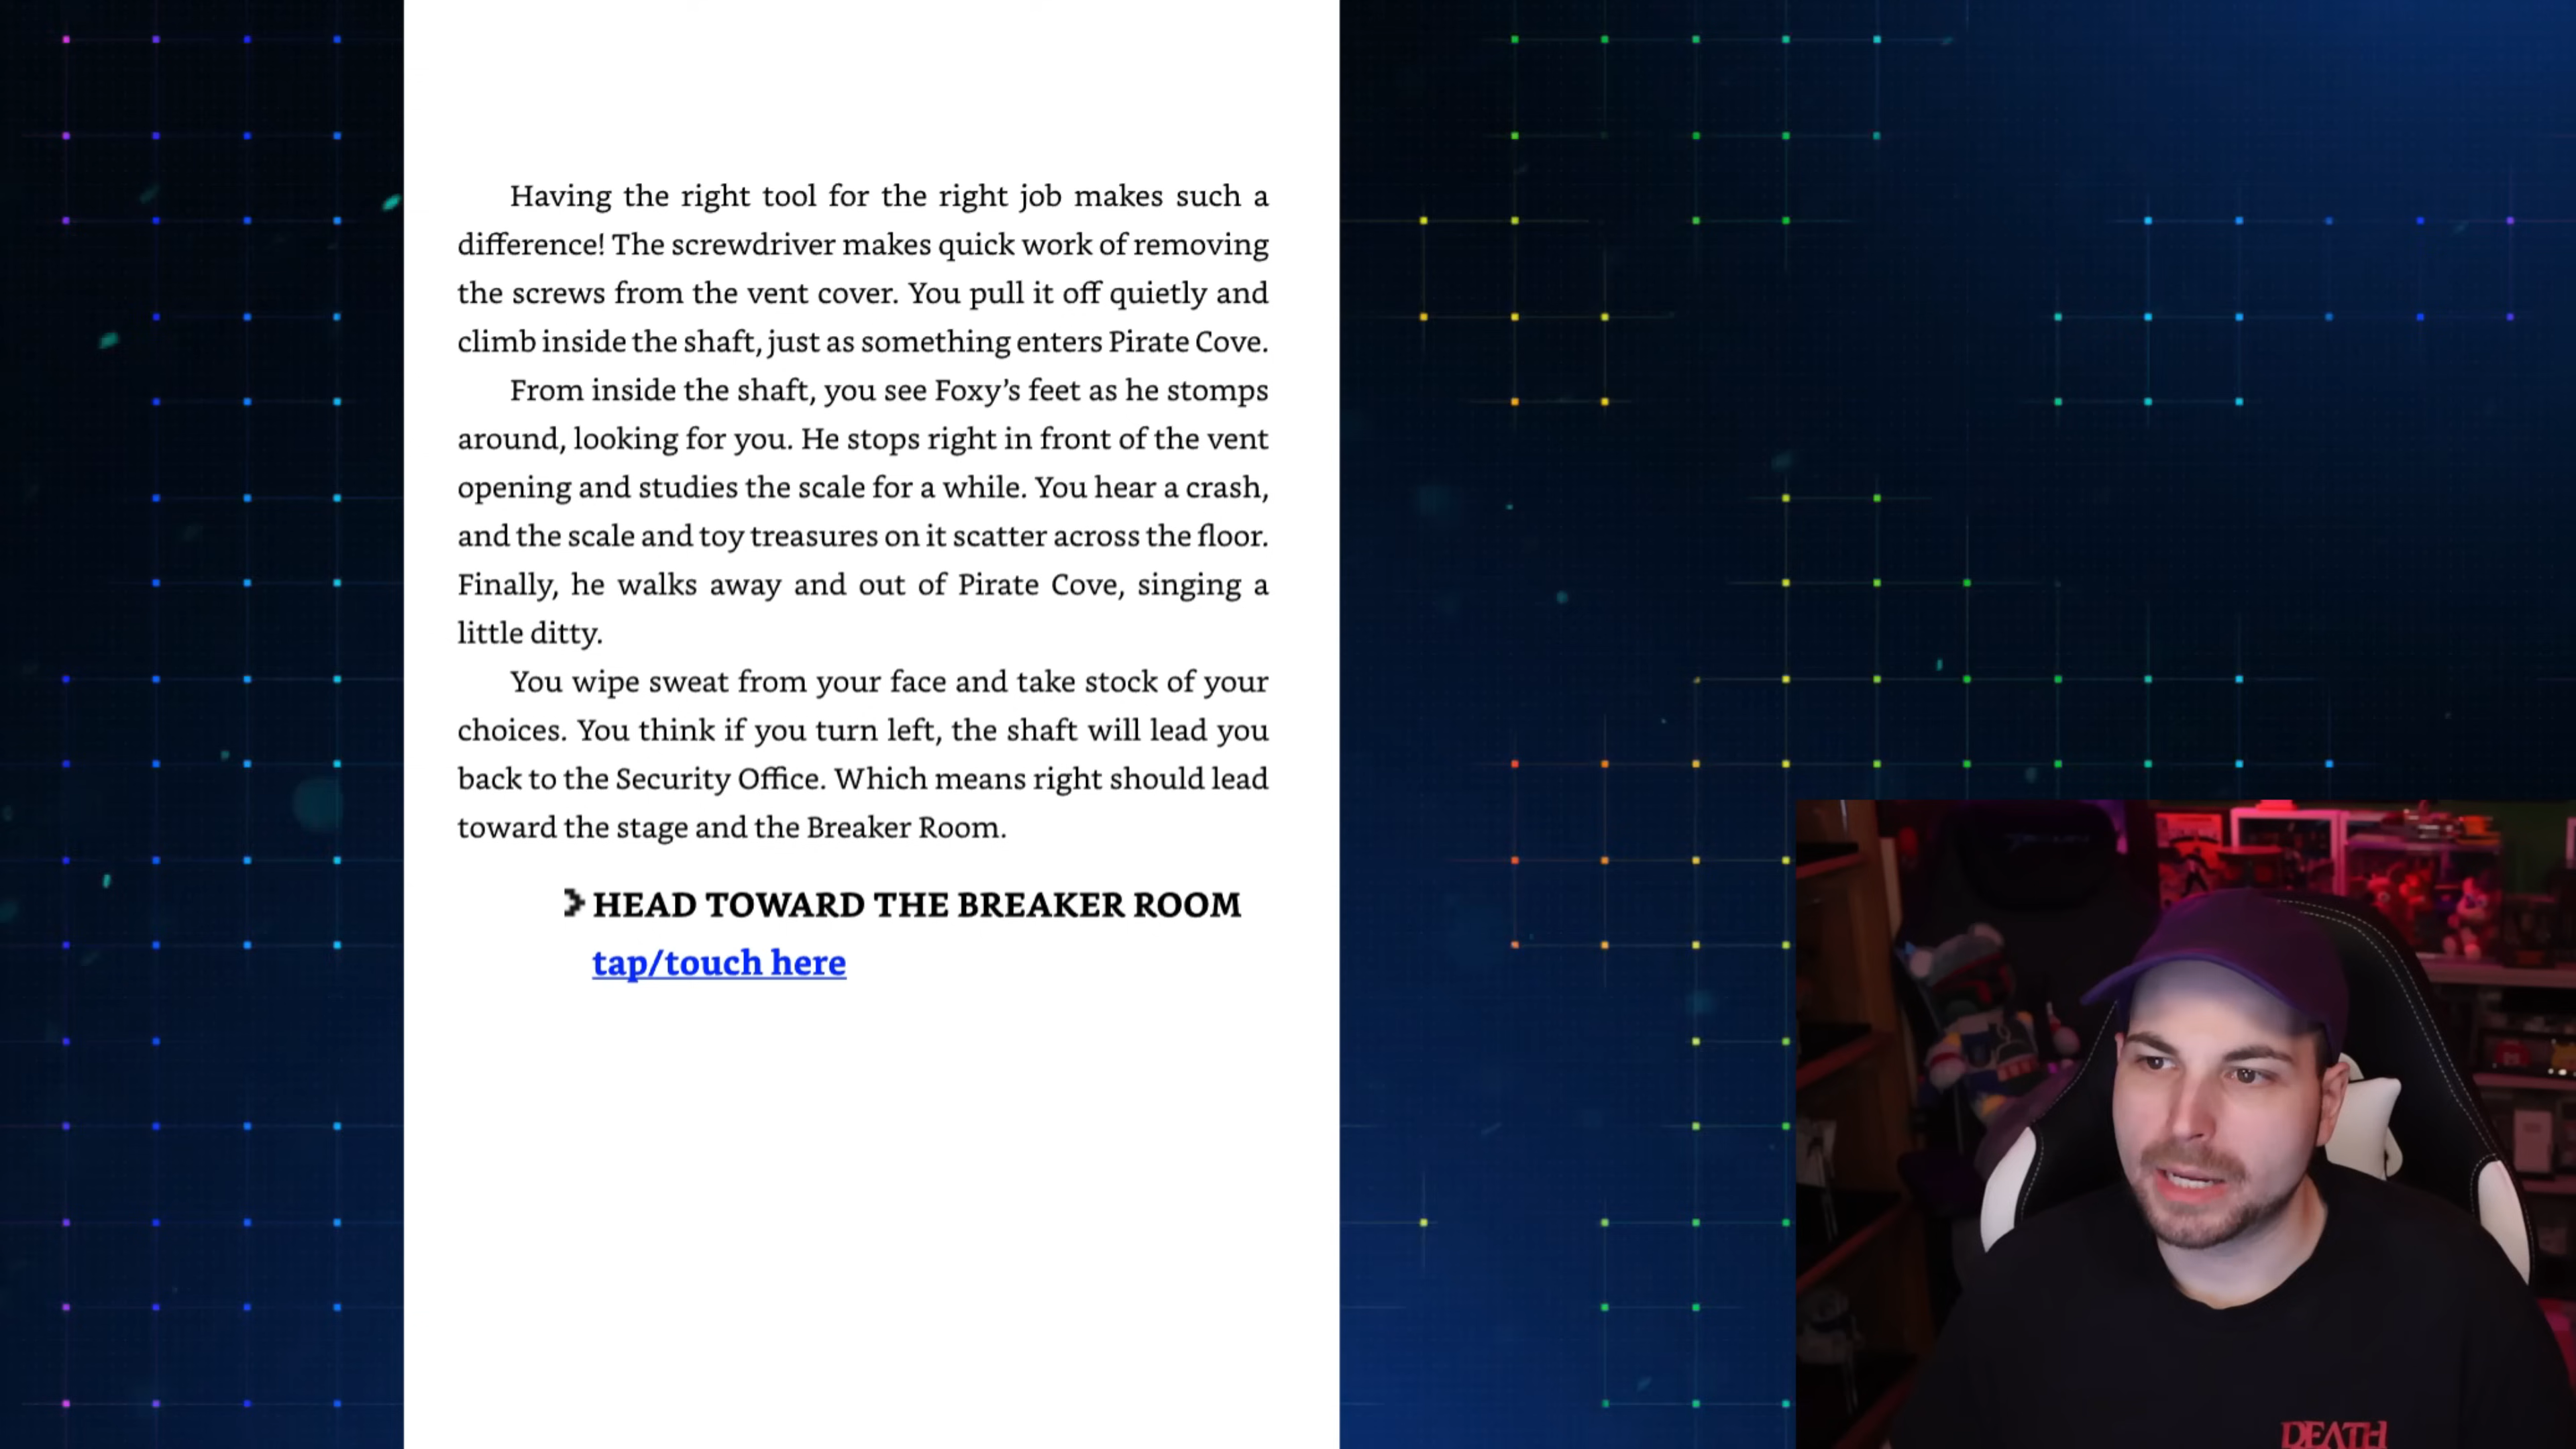 Having the right tool for the right job makes such a
difference! The screwdriver makes quick work of removing
the screws from the vent cover. You pull it off quietly and
climb inside the shaft, just as something enters Pirate Cove.
From inside the shaft, you see Foxy’s feet as he stomps
around, looking for you. He stops right in front of the vent
opening and studies the scale for a while. You hear a crash,
and the scale and toy treasures on it scatter across the floor.
Finally, he walks away and out of Pirate Cove, singing a
little ditty.
You wipe sweat from your face and take stock of your
choices. You think if you turn left, the shaft will lead you
back to the Security Office. Which means right should lead
toward the stage and the Breaker Room.
HEAD TOWARD THE BREAKER ROOM
tap/touch here
DEATH